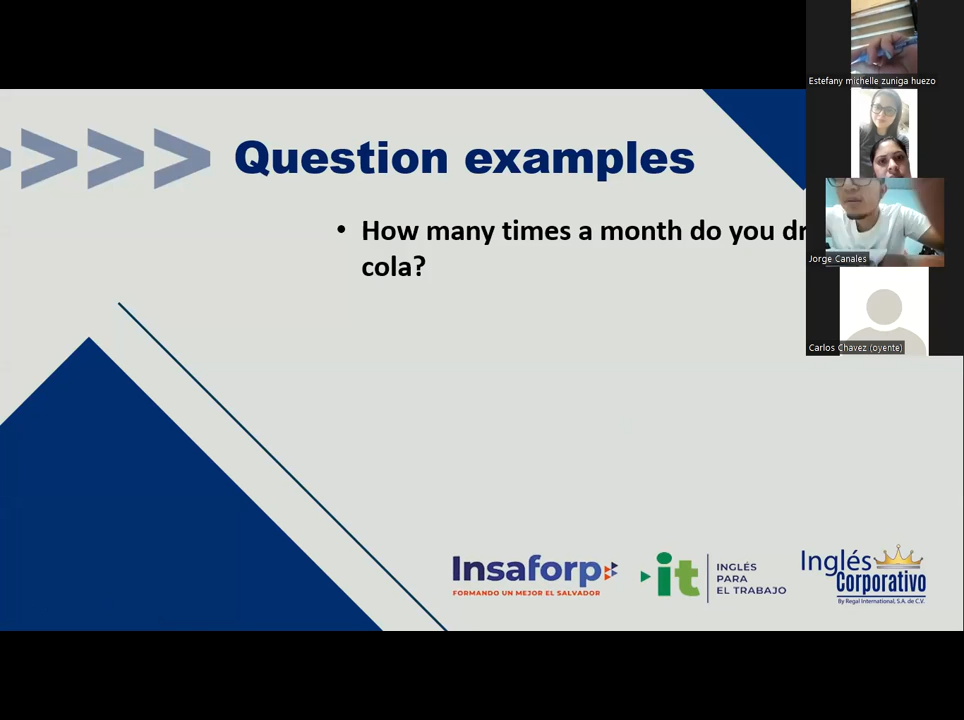 Estefany michelle zuniga huezo
Question examples
• How many times a month do you
cola?
Jorge Canales
Carlos Chavez (oyente)
Insaforp
FORMANDO UN MEJOR EL SALVADOR
it
INGLÉS
PARA
EL TRABAJO
Inglés
Corporativo
By Regal International, S.A. de C.V.